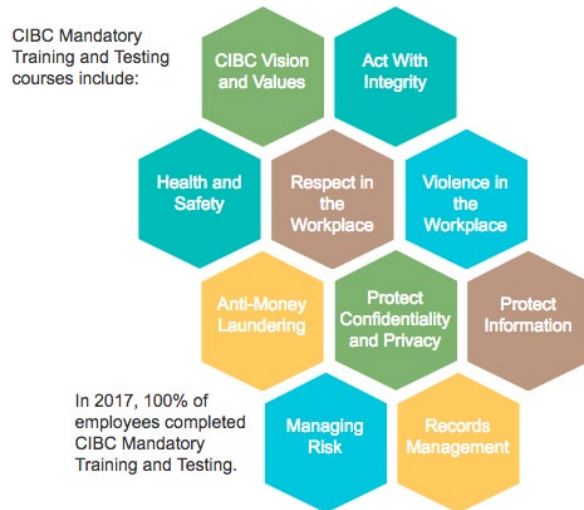 CIBC Mandatory
Training and Testing
courses include:
CIBC Vision
and Values
Act With
Integrity
Health and
Safety
Respect in
the
Workplace
Violence in
the
Workplace
Anti-Money
Laundering
Protect
Confidentiality
and Privacy
Protect
Information
In 2017, 100% of
employees completed
CIBC Mandatory
Training and Testing.
Managing
Risk
Records
Management